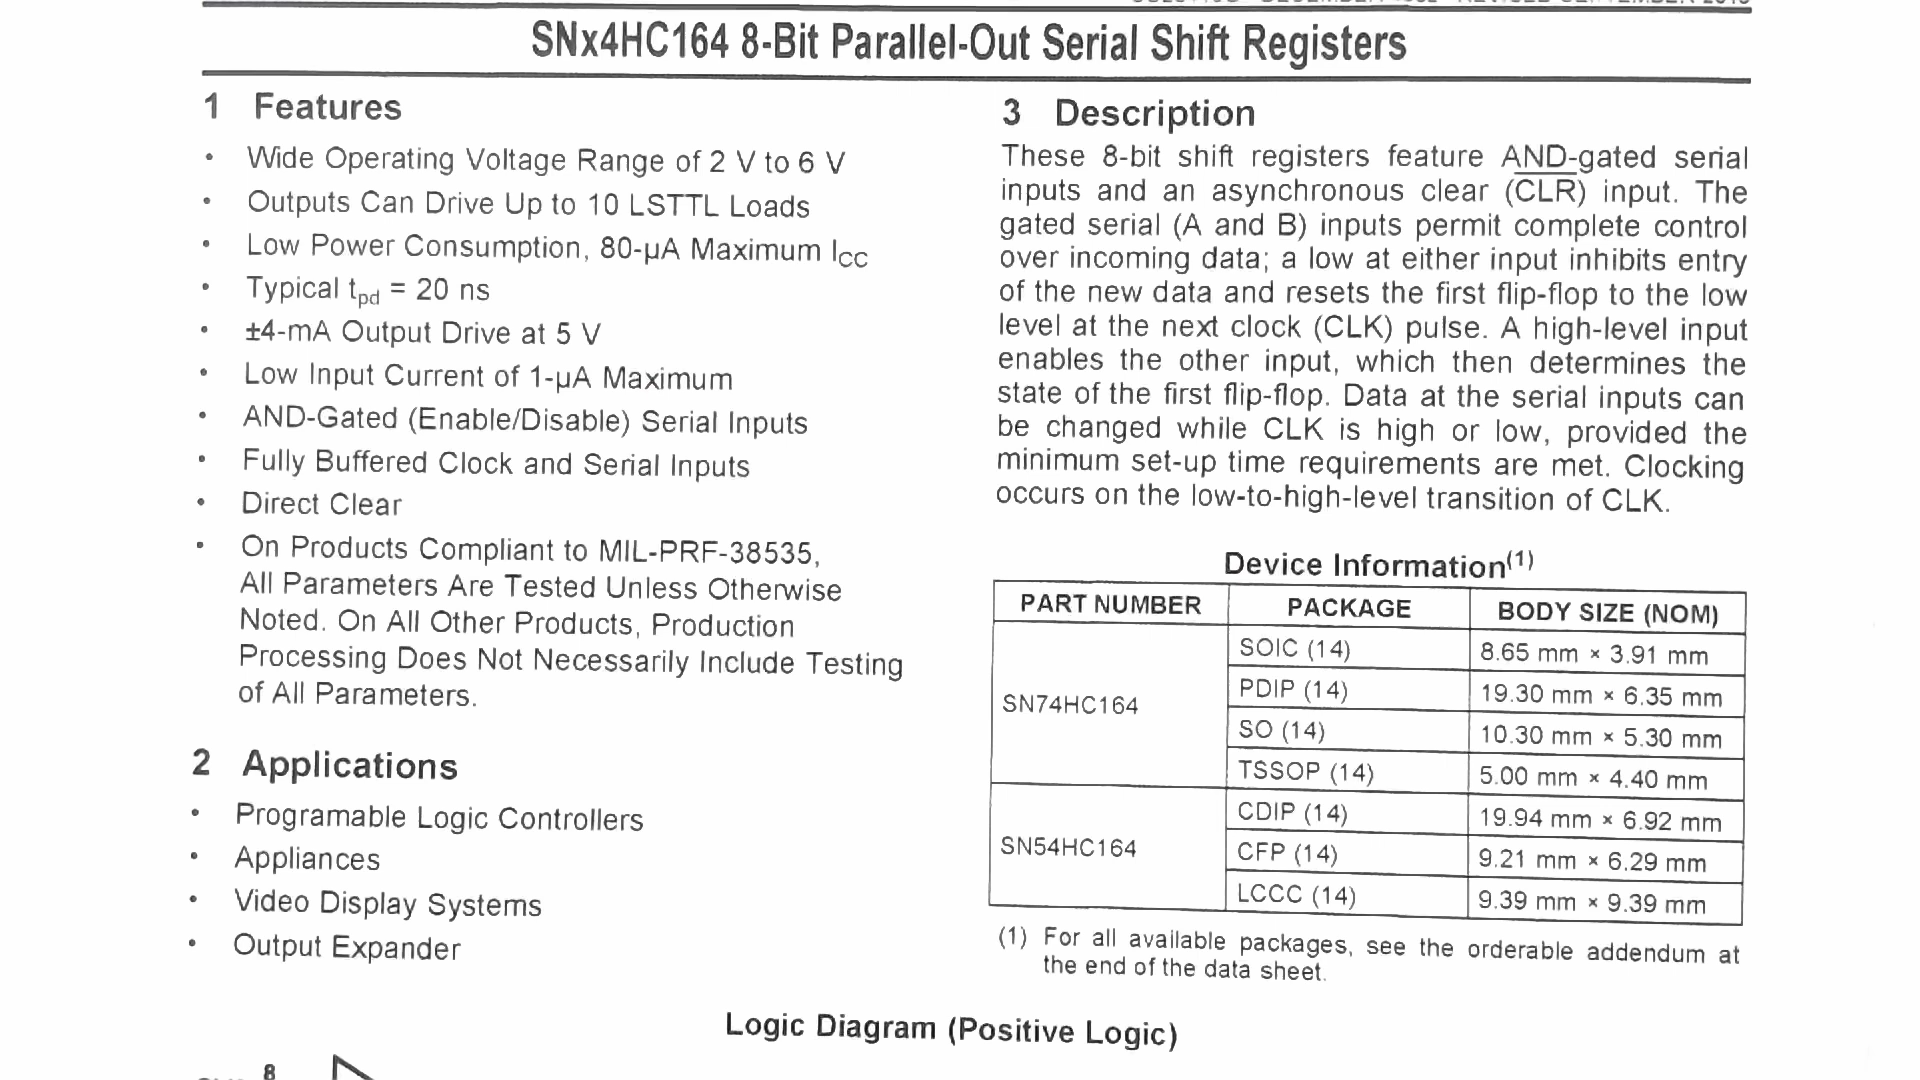 SNx4HC164 8-Bit Parallel-Out Serial Shift Registers
1 Features
• Wide Operating Voltage Range of 2 V to 6 V
• Outputs Can Drive Up to 10 LSTTL Loads
• Low Power Consumption, 80-μA Maximum ICC
• Typical tpd = 20 ns
• ±4-mA Output Drive at 5 V
• Low Input Current of 1-μA Maximum
• AND-Gated (Enable/Disable) Serial Inputs
• Fully Buffered Clock and Serial Inputs
• Direct Clear
• On Products Compliant to MIL-PRF-38535,
All Parameters Are Tested Unless Otherwise
Noted. On All Other Products, Production
Processing Does Not Necessarily Include Testing
of All Parameters.
2 Applications
• Programable Logic Controllers
• Appliances
• Video Display Systems
• Output Expander
3 Description
These 8-bit shift registers feature AND-gated serial
inputs and an asynchronous clear (CLR) input. The
gated serial (A and B) inputs permit complete control
over incoming data; a low at either input inhibits entry
of the new data and resets the first flip-flop to the low
level at the next clock (CLK) pulse. A high-level input
enables the other input, which then determines the
state of the first flip-flop. Data at the serial inputs can
be changed while CLK is high or low, provided the
minimum set-up time requirements are met. Clocking
occurs on the low-to-high-level transition of CLK.
Device Information(1)
PART NUMBER PACKAGE BODY SIZE (NOM)
SN74HC164
SOIC (14) 8.65 mm × 3.91 mm
PDIP (14) 19.30 mm × 6.35 mm
SO (14) 10.30 mm × 5.30 mm
TSSOP (14) 5.00 mm × 4.40 mm
SN54HC164
CDIP (14) 19.94 mm × 6.92 mm
CFP (14) 9.21 mm × 6.29 mm
LCCC (14) 9.39 mm × 9.39 mm
(1) For all available packages, see the orderable addendum at
the end of the data sheet.
Logic Diagram (Positive Logic)
8